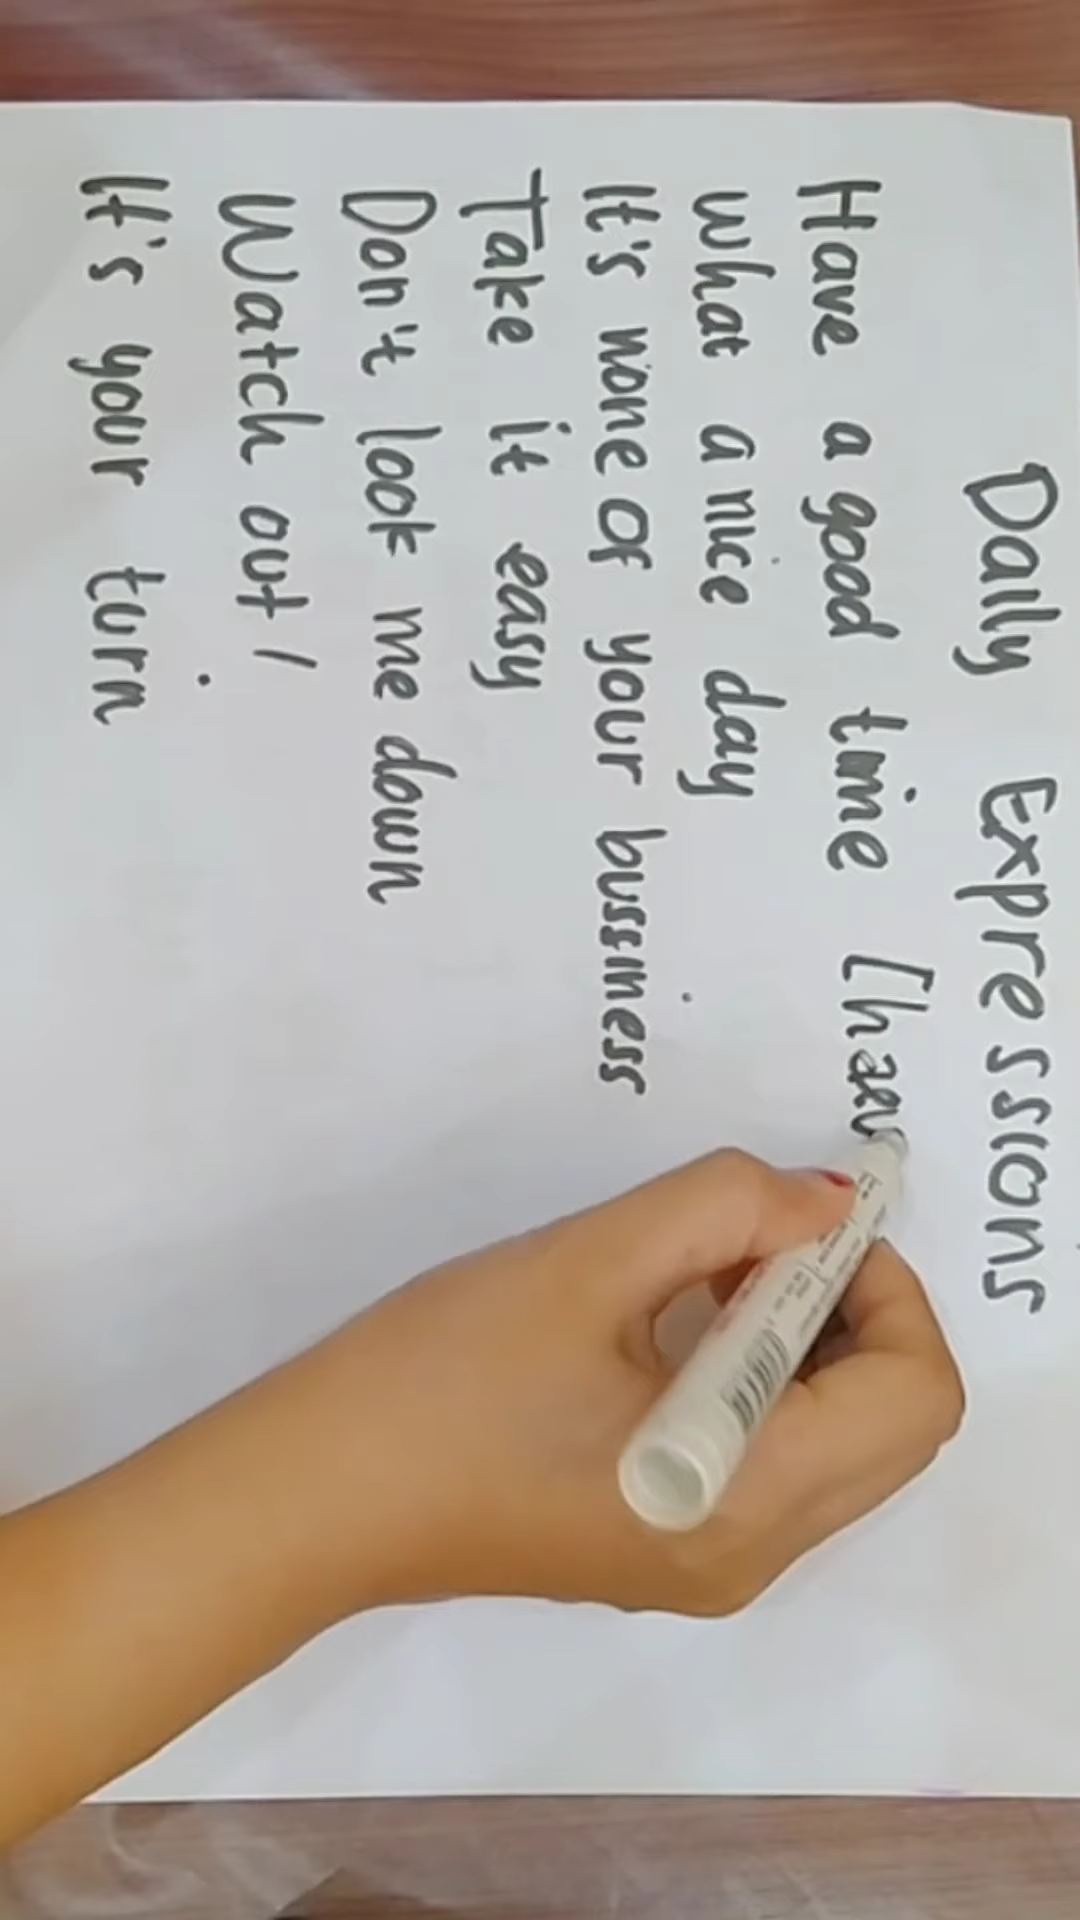 Daily Expressions
Have a good time [hæv
What a nice day
It's none of your bussiness
Take it easy
Don't look me down
Watch out!
It's your turn